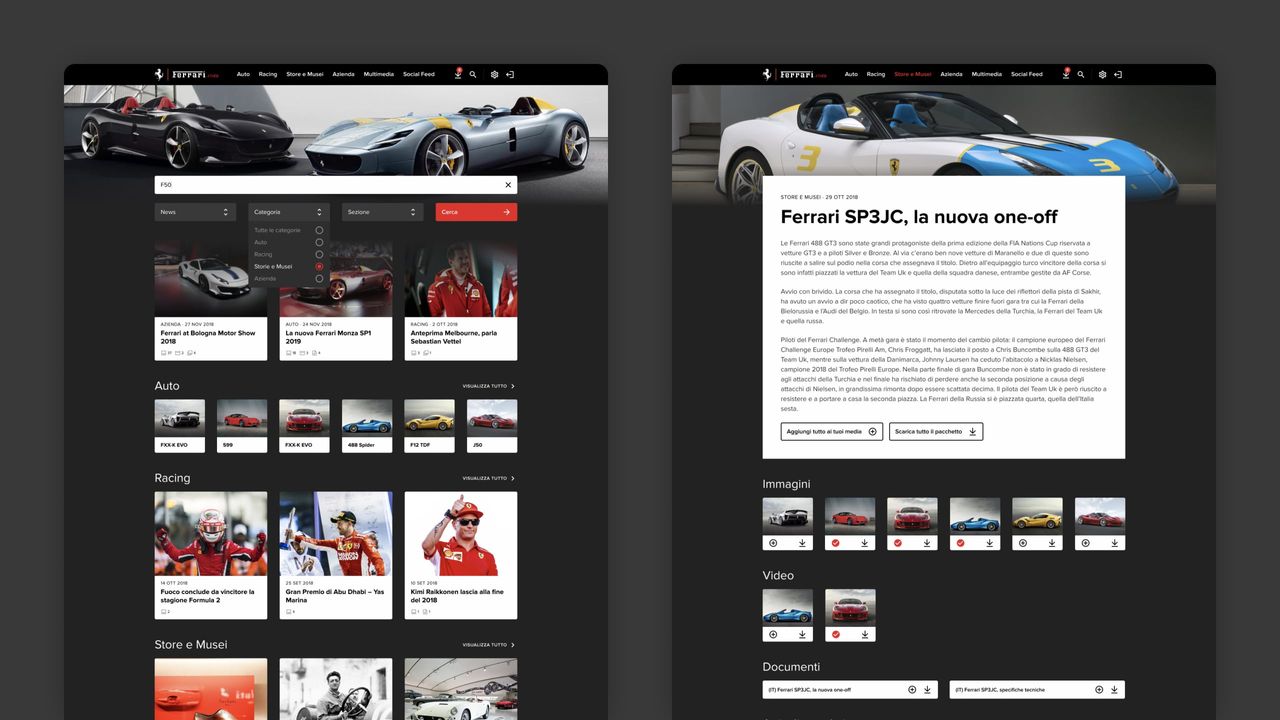 Ferrari
Auto
Racing
Store e Musei
Azienda
Multimedia
Social Feed
F50
News
Categoria
Sezione
Cerca
Tutte le categorie
Auto
Racing
Store e Musei
Azienda
AZIENDA · 27 NOV 2018
Ferrari at Bologna Motor Show
2018
AUTO · 24 NOV 2018
La nuova Ferrari Monza SP1
2019
RACING · 2 OTT 2018
Anteprima Melbourne, parla
Sebastian Vettel
Auto
VISUALIZZA TUTTO
FXX-K EVO
599
FXX-K EVO
488 Spider
F12 TDF
J50
Racing
VISUALIZZA TUTTO
14 OTT 2018
Fuoco conclude da vincitore la
stagione Formula 2
25 SET 2018
Gran Premio di Abu Dhabi – Yas
Marina
10 SET 2018
Kimi Raikkonen lascia alla fine
del 2018
Store e Musei
VISUALIZZA TUTTO
Ferrari
Auto
Racing
Store e Musei
Azienda
Multimedia
Social Feed
3
STORE E MUSEI · 29 OTT 2018
Ferrari SP3JC, la nuova one-off
Le Ferrari 488 GT3 sono state grandi protagoniste della prima edizione della FIA Nations Cup riservata a
vetture GT3 e a piloti Silver e Bronze. Al via c'erano ben nove vetture di Maranello e due di queste sono
riuscite a salire sul podio nella corsa che assegnava il titolo. Dietro all'equipaggio turco vincitore della corsa si
sono infatti piazzati la vettura del Team Uk e quella della squadra danese, entrambe gestite da AF Corse.
Avvio con brivido. La corsa che ha assegnato il titolo, disputata sotto la luce dei riflettori della pista di Sakhir,
ha avuto un avvio a dir poco caotico, che ha visto quattro vetture finire fuori gara tra cui la Ferrari della
Bielorussia e l'Audi del Belgio. In testa si sono così ritrovate la Mercedes della Turchia, la Ferrari del Team Uk
e quella russa.
Piloti del Ferrari Challenge. A metà gara è stato il momento del cambio pilota: il campione europeo del Ferrari
Challenge Europe Trofeo Pirelli Am, Chris Froggatt, ha lasciato il posto a Chris Buncombe sulla 488 GT3 del
Team Uk, mentre sulla vettura della Danimarca, Johnny Laursen ha ceduto l'abitacolo a Nicklas Nielsen,
campione 2018 del Trofeo Pirelli Europe. Nella parte finale di gara Buncombe non è stato in grado di resistere
agli attacchi della Turchia e nel finale ha rischiato di perdere anche la seconda posizione a causa degli
attacchi di Nielsen, in grandissima rimonta dopo essere scattata decima. Il pilota del Team Uk è però riuscito a
resistere e a portare a casa la seconda piazza. La Ferrari della Russia si è piazzata quarta, quella dell'Italia
sesta.
Aggiungi tutto ai tuoi media
Scarica tutto il pacchetto
Immagini
Video
Documenti
(IT) Ferrari SP3JC, la nuova one-off
(IT) Ferrari SP3JC, specifiche tecniche